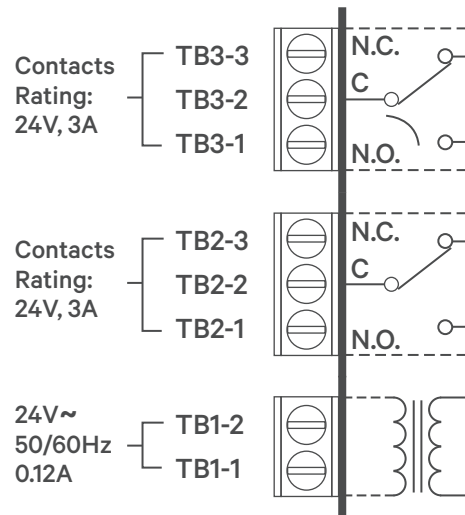 Contacts
Rating:
24V, 3A
TB3-3
TB3-2
TB3-1
N.C.
C
N.O.
Contacts
Rating:
24V, 3A
TB2-3
TB2-2
TB2-1
N.C.
C
N.O.
24V~
50/60Hz
0.12A
TB1-2
TB1-1